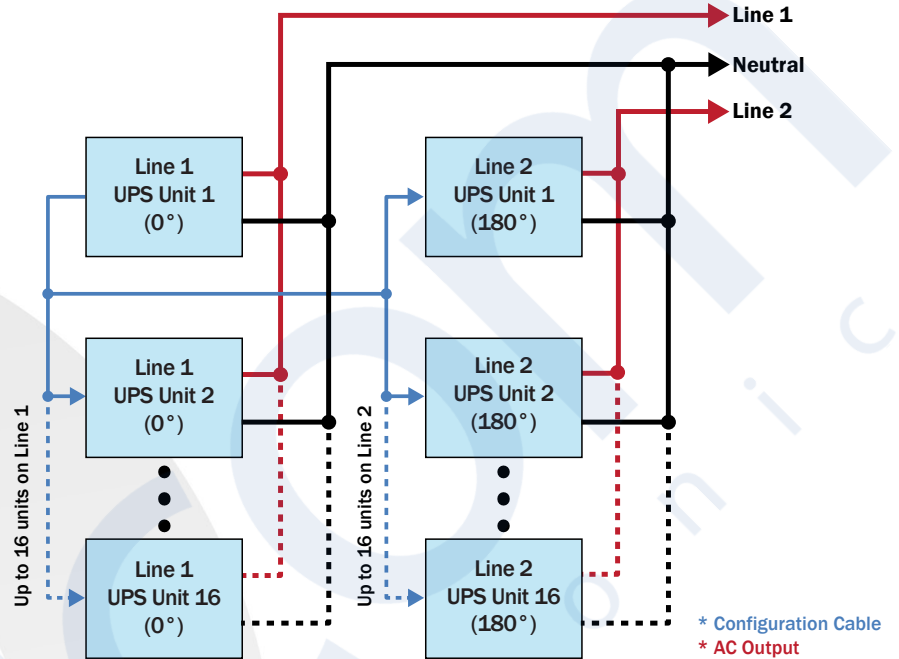 Line 1
Neutral
Line 2
Line 1
UPS Unit 1
(0°)
Line 2
UPS Unit 1
(180°)
Line 1
UPS Unit 2
(0°)
Line 2
UPS Unit 2
(180°)
Up to 16 units on Line 1
Up to 16 units on Line 2
Line 1
UPS Unit 16
(0°)
Line 2
UPS Unit 16
(180°)
* Configuration Cable
* AC Output
com
onic